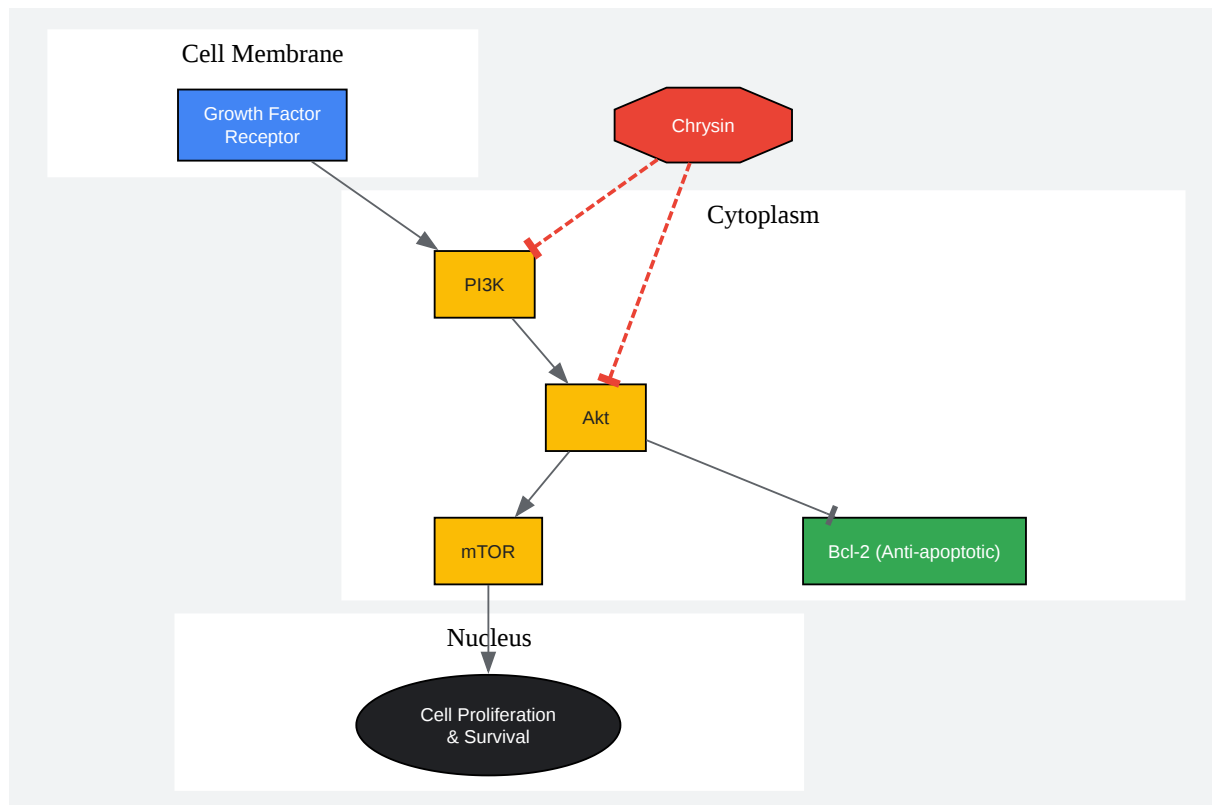 Cell Membrane
Growth Factor
Receptor
Chrysin
Cytoplasm
PI3K
Akt
mTOR
Bcl-2 (Anti-apoptotic)
Nucleus
Cell Proliferation
& Survival